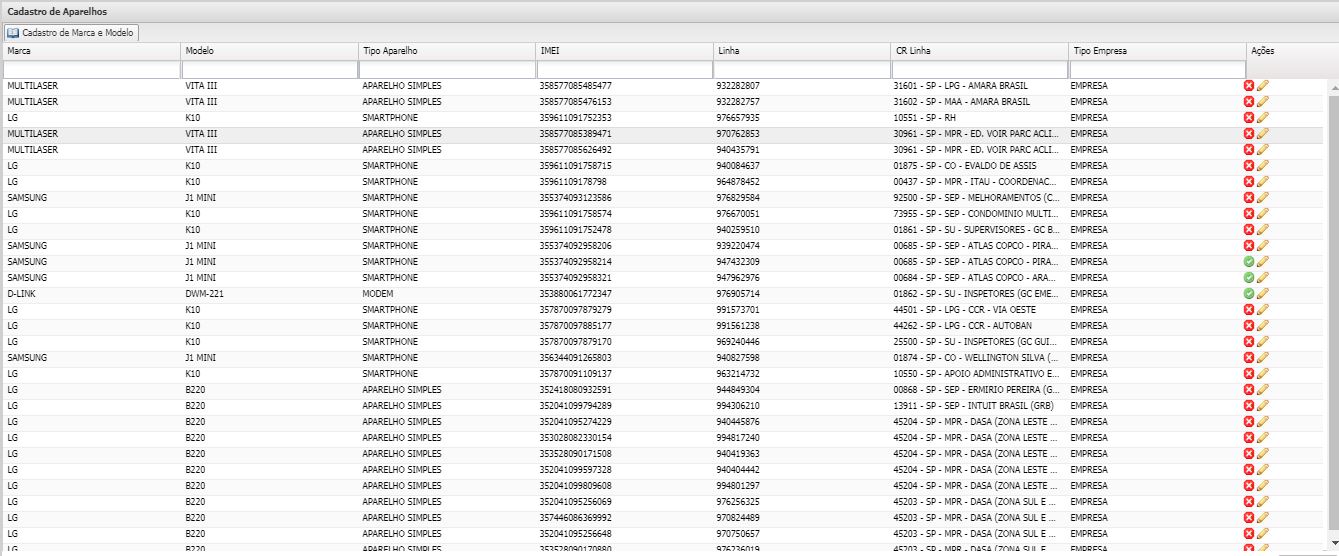 Cadastro de Aparelhos
Cadastro de Marca e Modelo
Marca Modelo Tipo Aparelho IMEI Linha CR Linha Tipo Empresa Ações
MULTILASER VITA III APARELHO SIMPLES 358577085485477 932282807 31601 - SP - LPG - AMARA BRASIL EMPRESA
MULTILASER VITA III APARELHO SIMPLES 358577085476153 932282757 31602 - SP - MAA - AMARA BRASIL EMPRESA
LG K10 SMARTPHONE 359611091752353 976657935 10551 - SP - RH EMPRESA
MULTILASER VITA III APARELHO SIMPLES 358577085389471 970762853 30961 - SP - MPR - ED. VOIR PARC ACLI... EMPRESA
MULTILASER VITA III APARELHO SIMPLES 358577085626492 940435791 30961 - SP - MPR - ED. VOIR PARC ACLI... EMPRESA
LG K10 SMARTPHONE 359611091758715 940084637 01875 - SP - CO - EVALDO DE ASSIS EMPRESA
LG K10 SMARTPHONE 35961109178798 964878452 00437 - SP - MPR - ITAU - COORDENAC... EMPRESA
SAMSUNG J1 MINI SMARTPHONE 355374093123586 976829584 92500 - SP - SEP - MELHORAMENTOS (C... EMPRESA
LG K10 SMARTPHONE 359611091758574 976670051 73955 - SP - SEP - CONDOMINIO MULTI... EMPRESA
LG K10 SMARTPHONE 359611091752478 940259510 01861 - SP - SU - SUPERVISORES - GC B... EMPRESA
SAMSUNG J1 MINI SMARTPHONE 355374092958206 939220474 00685 - SP - SEP - ATLAS COPCO - PIRA... EMPRESA
SAMSUNG J1 MINI SMARTPHONE 355374092958214 947432309 00685 - SP - SEP - ATLAS COPCO - PIRA... EMPRESA
SAMSUNG J1 MINI SMARTPHONE 355374092958321 947962976 00684 - SP - SEP - ATLAS COPCO - ARA... EMPRESA
D-LINK DWM-221 MODEM 353880061772347 976905714 01862 - SP - SU - INSPETORES (GC EME... EMPRESA
LG K10 SMARTPHONE 357870097879279 991573701 44501 - SP - LPG - CCR - VIA OESTE EMPRESA
LG K10 SMARTPHONE 357870097885177 991561238 44262 - SP - LPG - CCR - AUTOBAN EMPRESA
LG K10 SMARTPHONE 357870097879170 969240446 25500 - SP - SU - INSPETORES (GC GUI... EMPRESA
SAMSUNG J1 MINI SMARTPHONE 356344091265803 940827598 01874 - SP - CO - WELLINGTON SILVA (... EMPRESA
LG K10 SMARTPHONE 357870091109137 963214732 10550 - SP - APOIO ADMINISTRATIVO E... EMPRESA
LG B220 APARELHO SIMPLES 352418080932591 944849304 00868 - SP - SEP - ERMIRIO PEREIRA (G... EMPRESA
LG B220 APARELHO SIMPLES 352041099794289 994306210 13911 - SP - SEP - INTUIT BRASIL (GRB) EMPRESA
LG B220 APARELHO SIMPLES 352041095274229 940445876 45204 - SP - MPR - DASA (ZONA LESTE ... EMPRESA
LG B220 APARELHO SIMPLES 353028082330154 994817240 45204 - SP - MPR - DASA (ZONA LESTE ... EMPRESA
LG B220 APARELHO SIMPLES 353528090171508 940419363 45204 - SP - MPR - DASA (ZONA LESTE ... EMPRESA
LG B220 APARELHO SIMPLES 352041099597328 940404442 45204 - SP - MPR - DASA (ZONA LESTE ... EMPRESA
LG B220 APARELHO SIMPLES 352041099809608 994801297 45204 - SP - MPR - DASA (ZONA LESTE ... EMPRESA
LG B220 APARELHO SIMPLES 352041095256069 976256325 45203 - SP - MPR - DASA (ZONA SUL E ... EMPRESA
LG B220 APARELHO SIMPLES 357446086369992 970824489 45203 - SP - MPR - DASA (ZONA SUL E ... EMPRESA
LG B220 APARELHO SIMPLES 352041095256648 970750657 45203 - SP - MPR - DASA (ZONA SUL E ... EMPRESA
LG B220 APARELHO SIMPLES 353528090170880 976236019 45203 - SP - MPR - DASA (ZONA SUL E ... EMPRESA